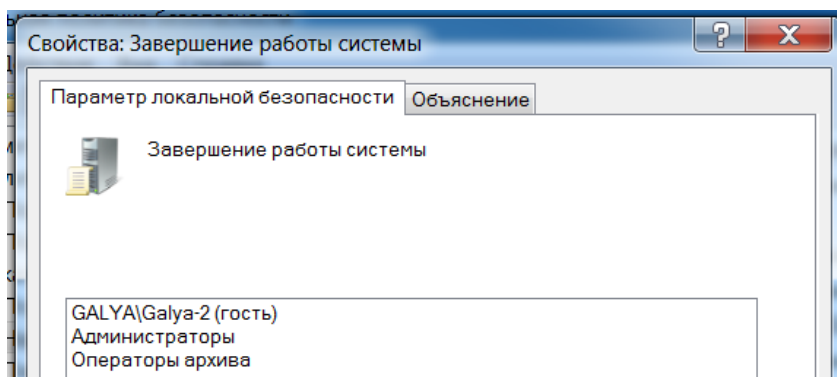 Свойства: Завершение работы системы
Параметр локальной безопасности
Объяснение
Завершение работы системы
GALYA\Galya-2 (гость)
Администраторы
Операторы архива